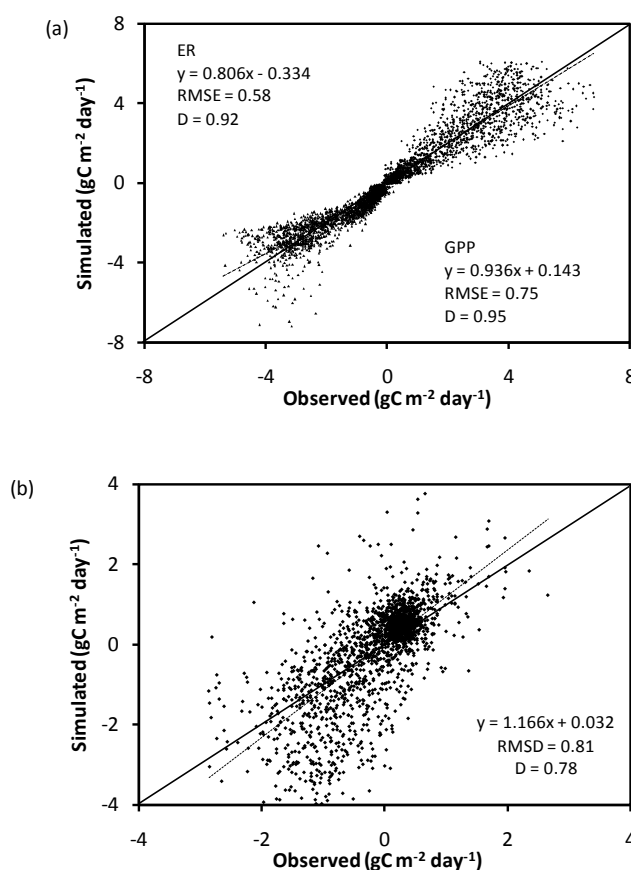 (a)
8
4
0
-4
-8
Simulated (gC m⁻² day⁻¹)
ER
y = 0.806x - 0.334
RMSE = 0.58
D = 0.92
GPP
y = 0.936x + 0.143
RMSE = 0.75
D = 0.95
-8 -4 0 4 8
Observed (gC m⁻² day⁻¹)
(b)
4
2
0
-2
-4
Simulated (gC m⁻² day⁻¹)
y = 1.166x + 0.032
RMSD = 0.81
D = 0.78
-4 -2 0 2 4
Observed (gC m⁻² day⁻¹)